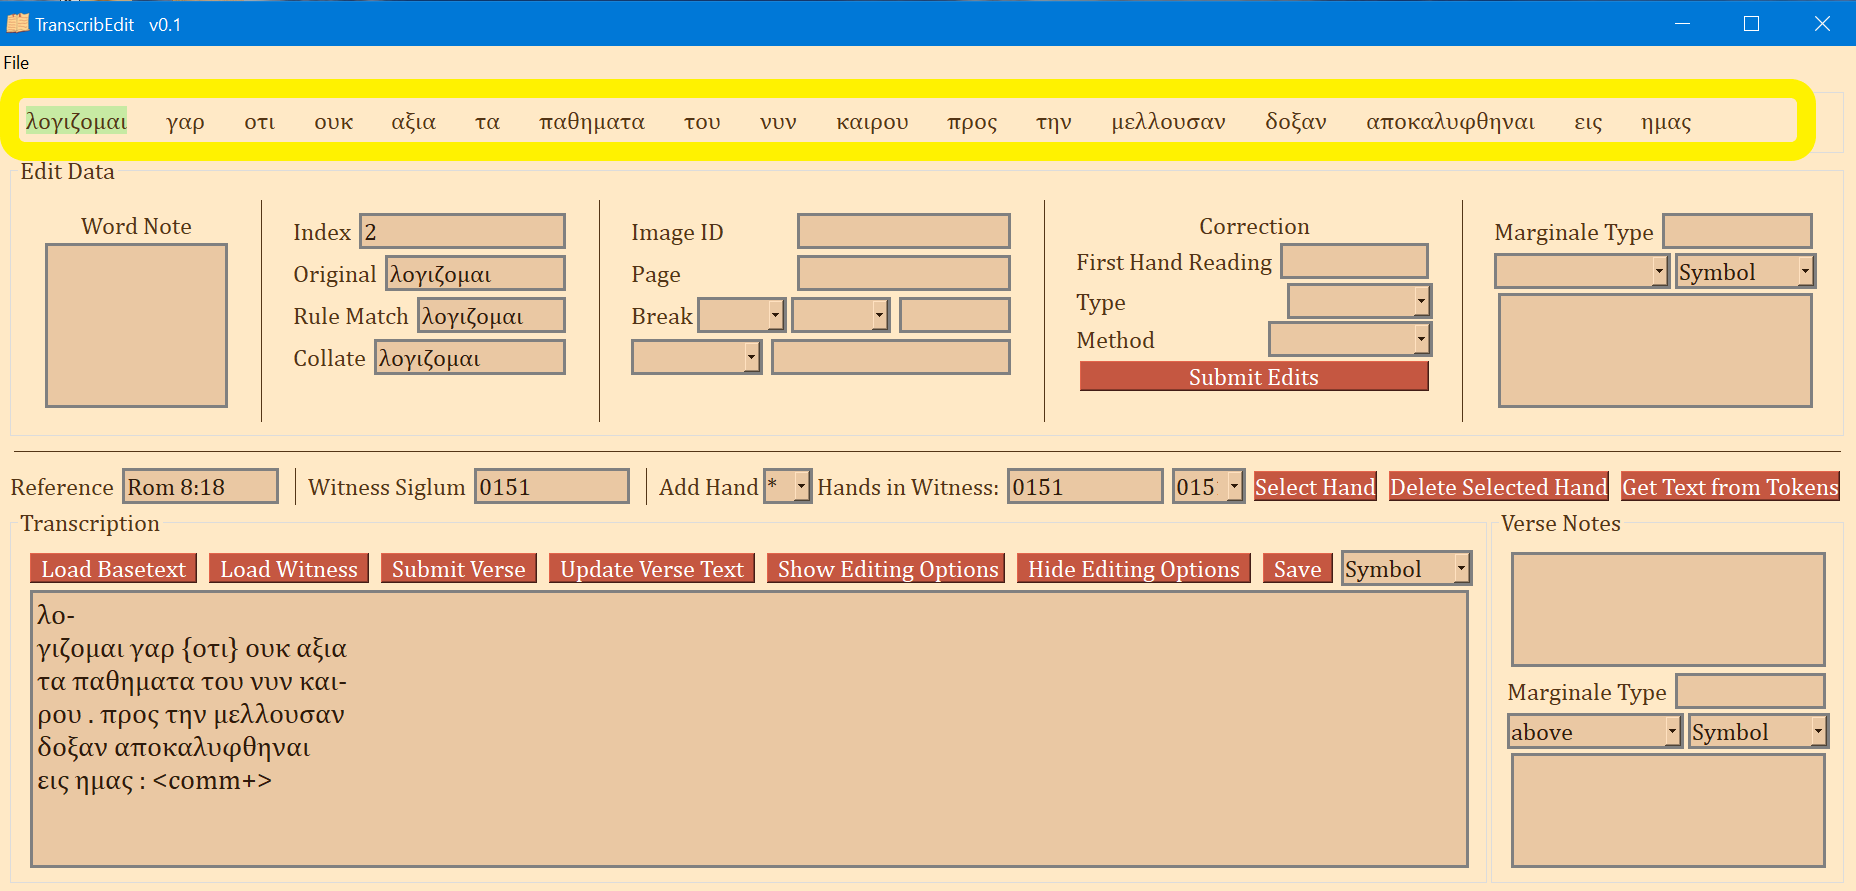 TranscribEdit v0.1
File
λογιζομαι γαρ οτι ουκ αξια τα παθηματα του νυν καιρου προς την μελλουσαν δοξαν αποκαλυφθηναι εις ημας
Edit Data
Word Note
Index 2
Original λογιζομαι
Rule Match λογιζομαι
Collate λογιζομαι
Image ID
Page
Break
Correction
First Hand Reading
Type
Method
Submit Edits
Marginale Type
Symbol
Reference Rom 8:18 Witness Siglum 0151 Add Hand * Hands in Witness: 0151 015 Select Hand Delete Selected Hand Get Text from Tokens
Transcription
Load Basetext Load Witness Submit Verse Update Verse Text Show Editing Options Hide Editing Options Save Symbol
λο-
γιζομαι γαρ {οτι} ουκ αξια
τα παθηματα του νυν και-
ρου . προς την μελλουσαν
δοξαν αποκαλυφθηναι
εις ημας : <comm+>
Verse Notes
Marginale Type
above Symbol